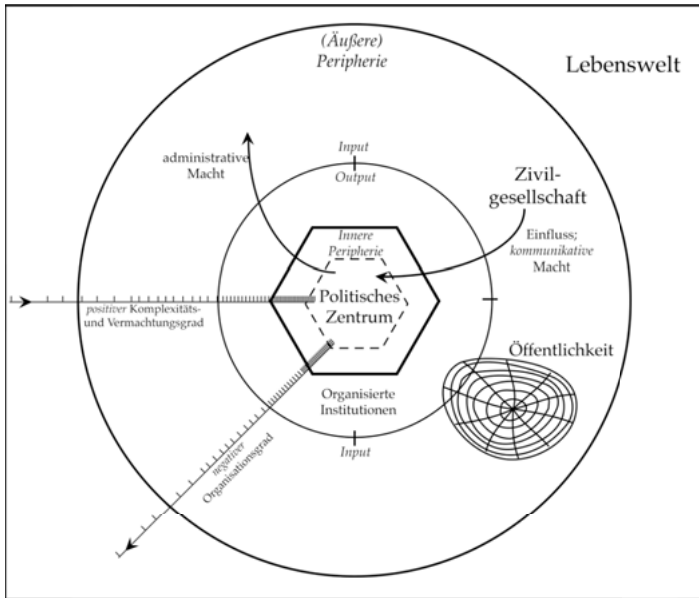 (Äußere)
Peripherie
Lebenswelt
administrative
Macht
Input
Output
Zivil-
gesellschaft
Einfluss;
kommunikative
Macht
Innere
Peripherie
Politisches
Zentrum
positiver Komplexitäts-
und Vermachtungsgrad
Öffentlichkeit
Organisierte
Institutionen
Input
negativer
Organisationsgrad